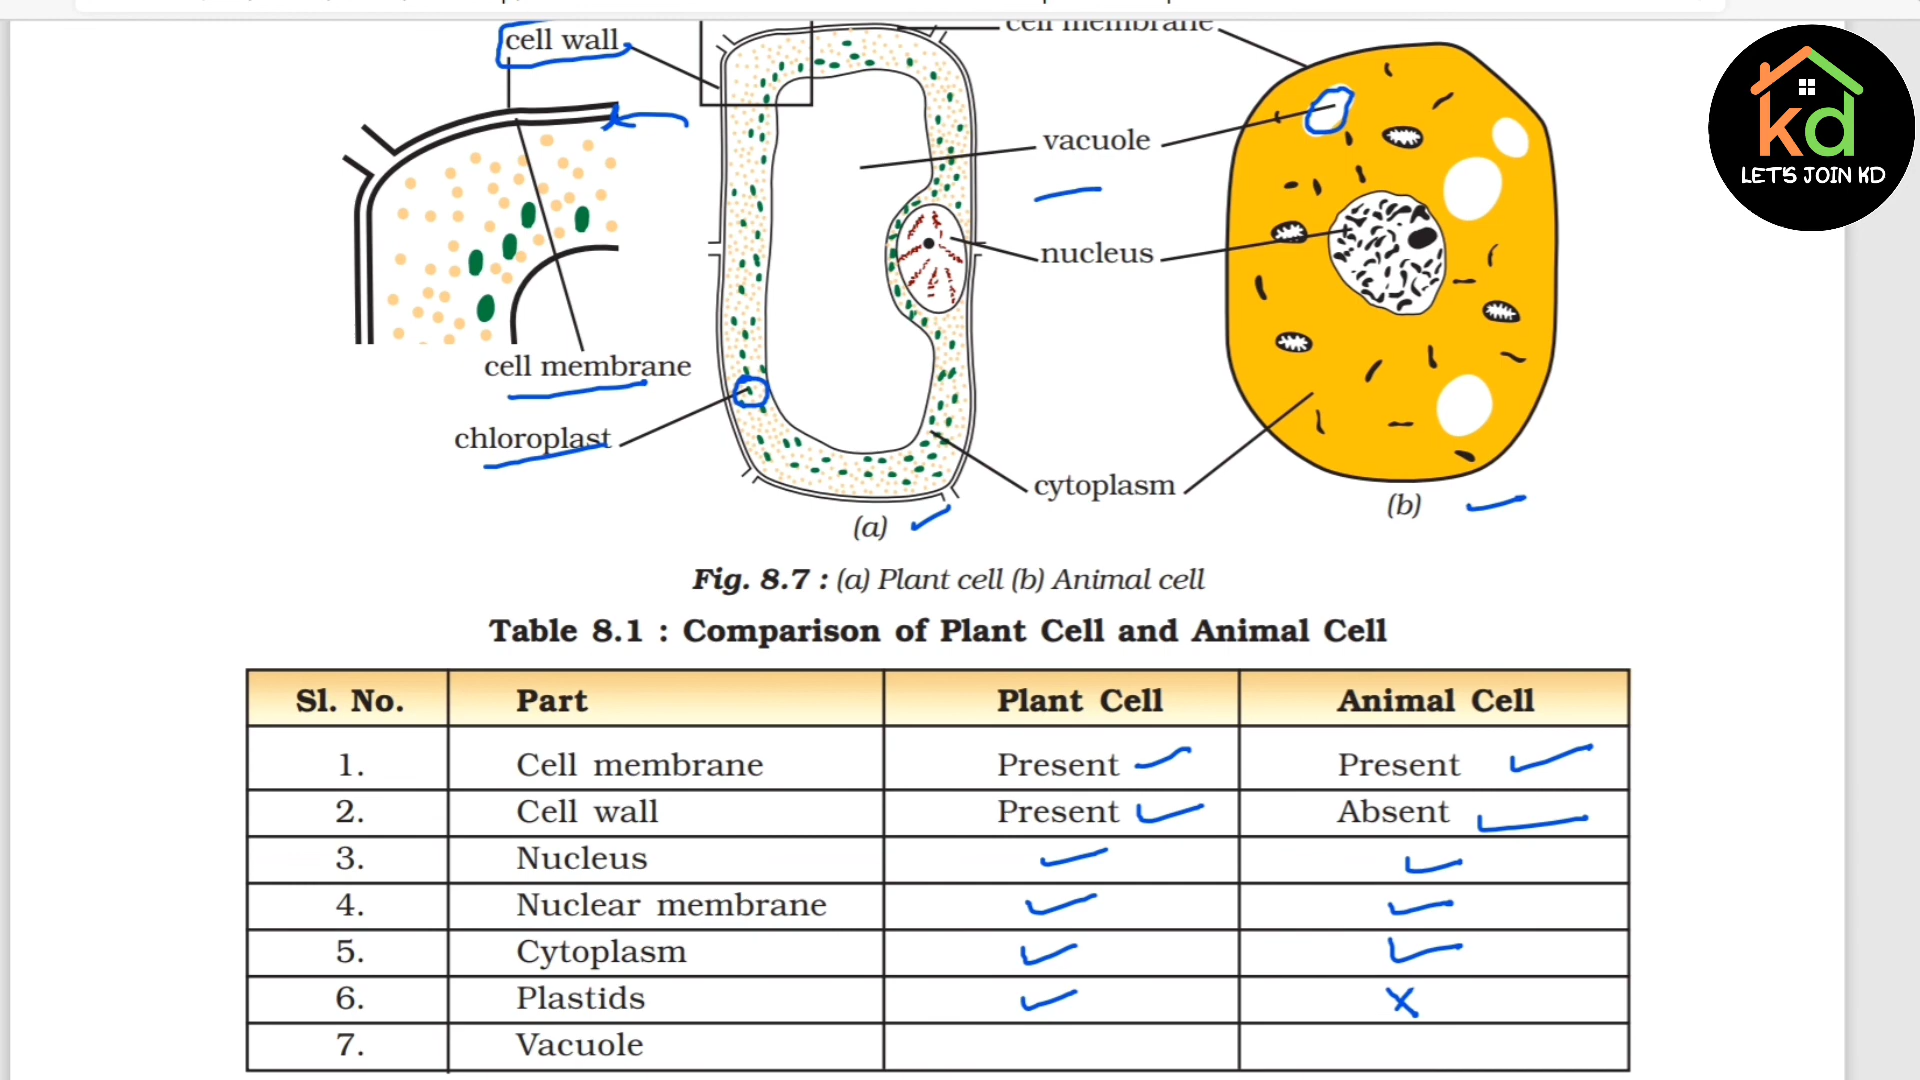 cell membrane
cell wall
vacuole
nucleus
cell membrane
chloroplast
cytoplasm
(a)
(b)
Fig. 8.7 : (a) Plant cell (b) Animal cell
Table 8.1 : Comparison of Plant Cell and Animal Cell
Sl. No. Part Plant Cell Animal Cell
1. Cell membrane Present Present
2. Cell wall Present Absent
3. Nucleus
4. Nuclear membrane
5. Cytoplasm
6. Plastids
7. Vacuole
kd
LET'S JOIN KD